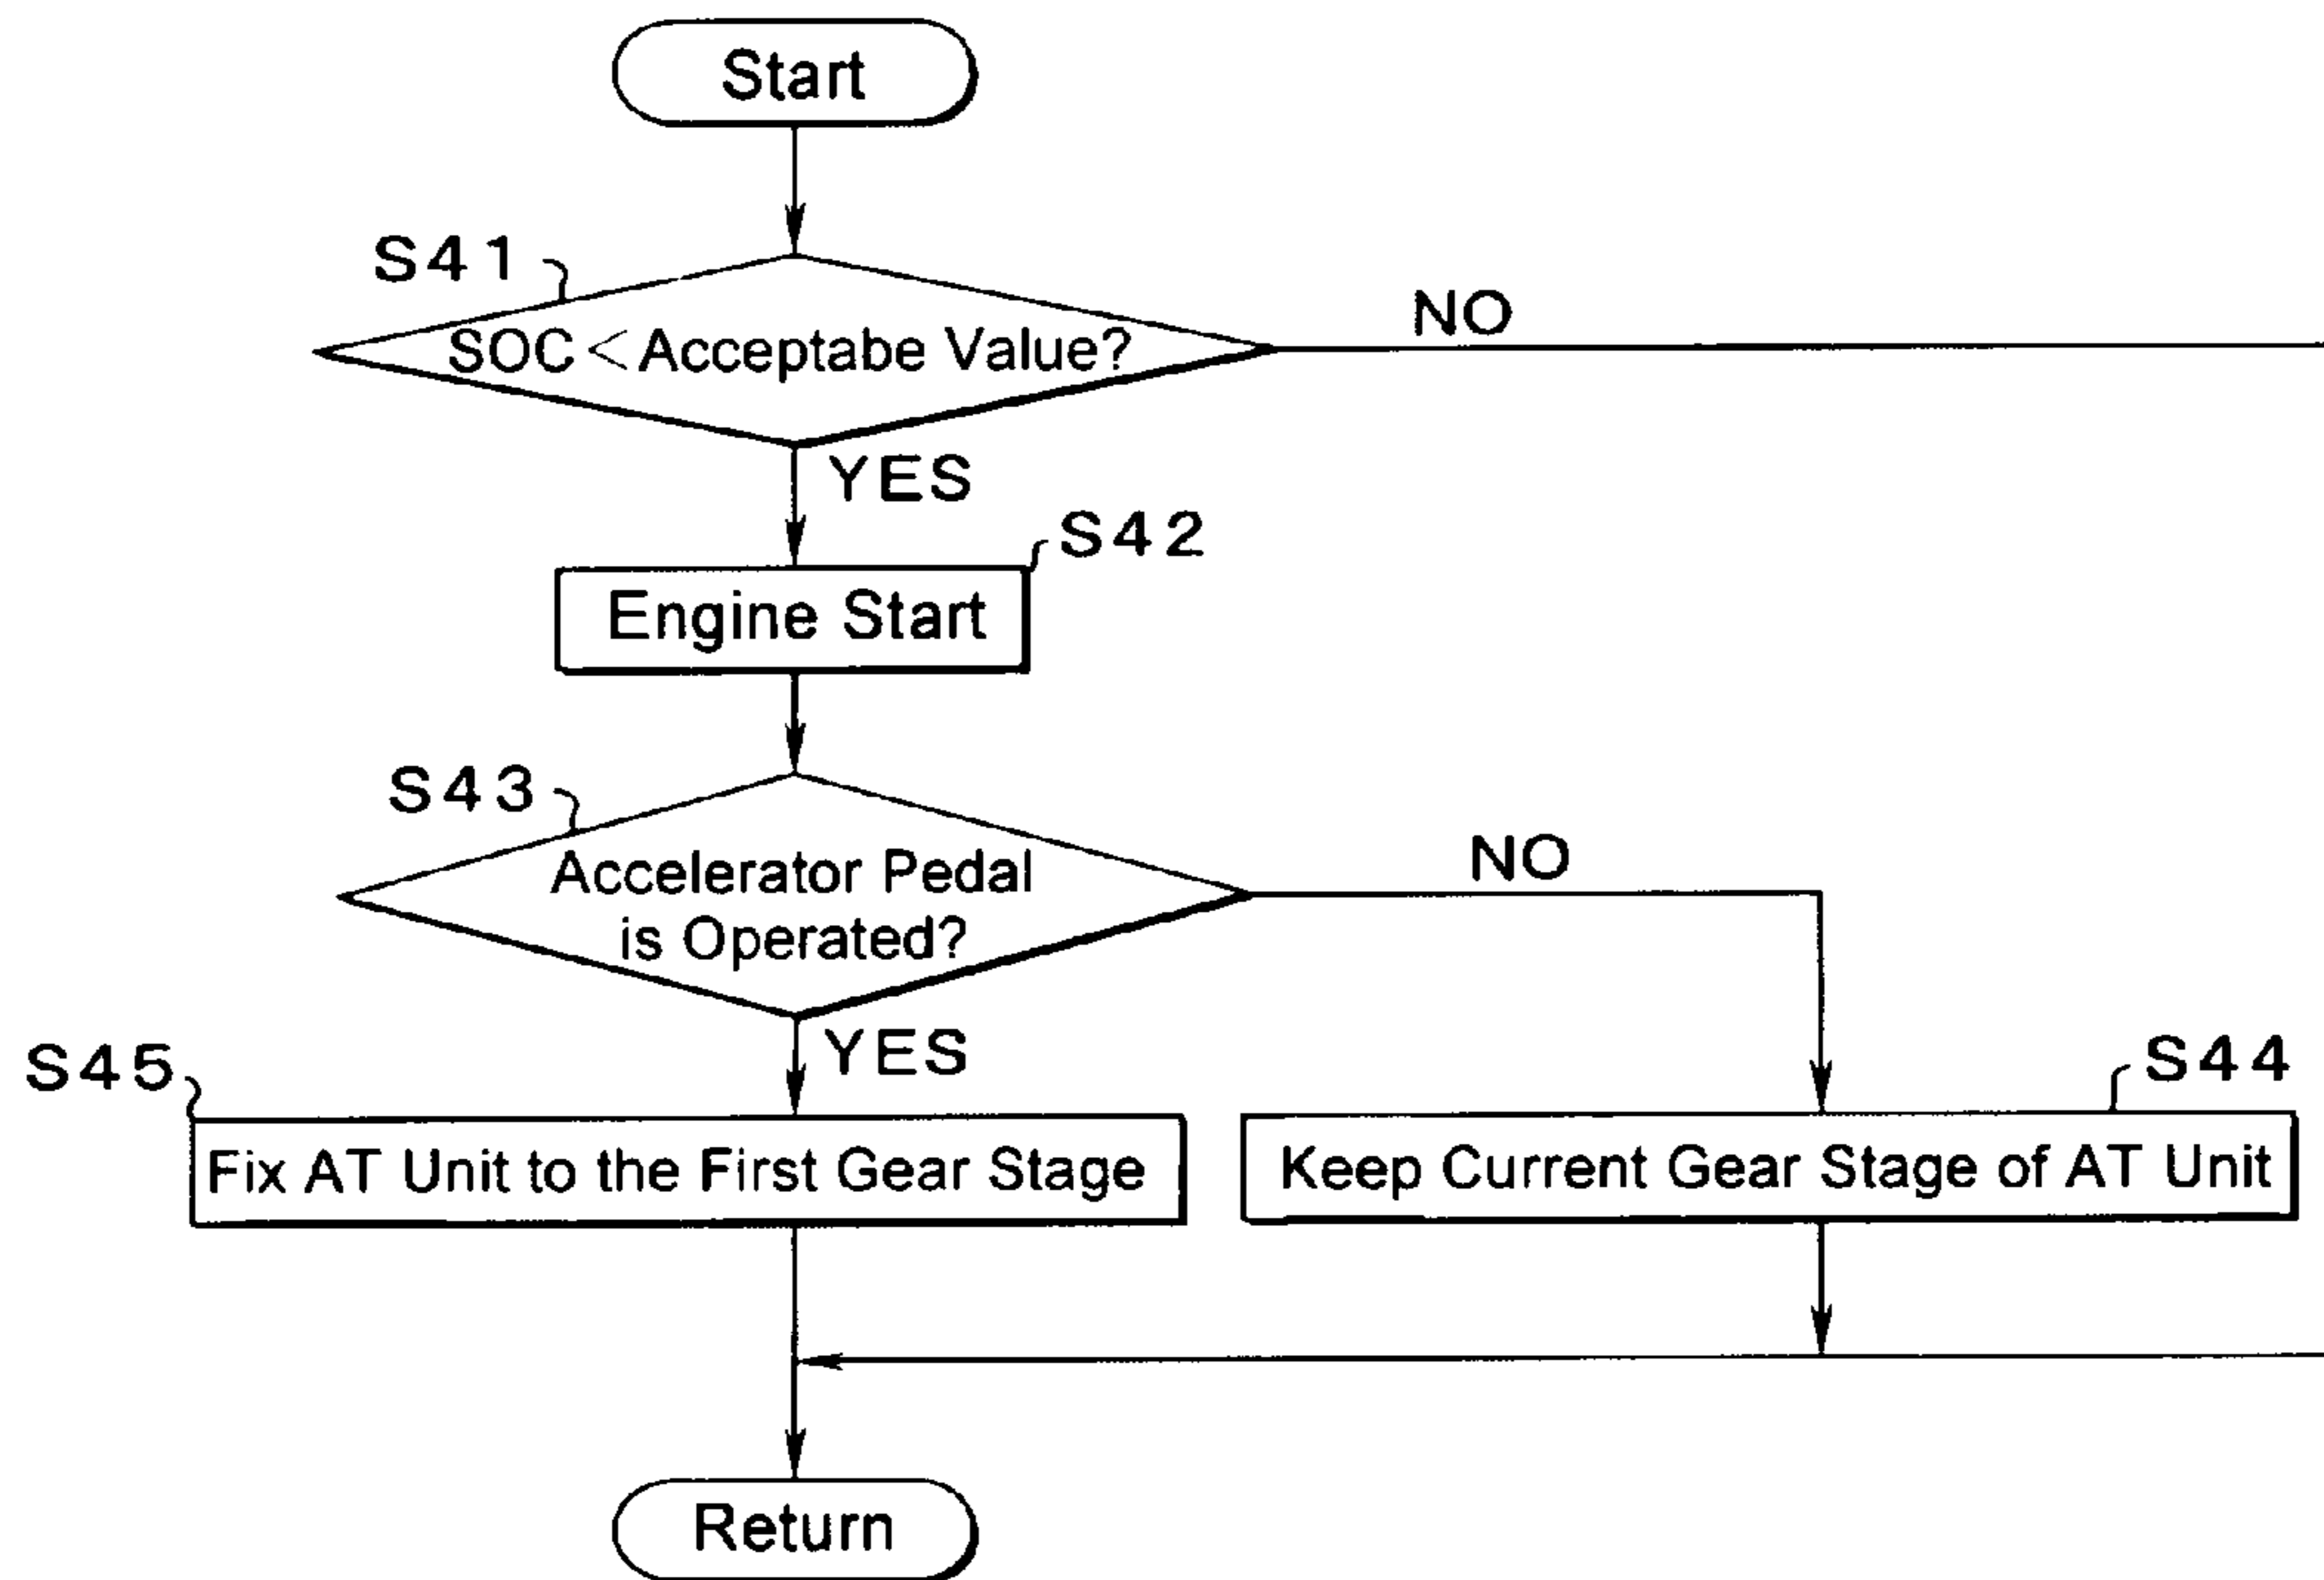 Start
S41
SOC < Acceptabe Value?
NO
YES
S42
Engine Start
S43
Accelerator Pedal
is Operated?
NO
YES
S45
S44
Fix AT Unit to the First Gear Stage
Keep Current Gear Stage of AT Unit
Return